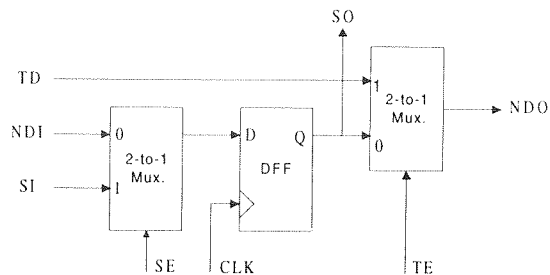 SO
TD
1
2-to-1
Mux.
NDO
NDI
0
D
Q
0
2-to-1
Mux.
DFF
SI
1
SE
CLK
TE